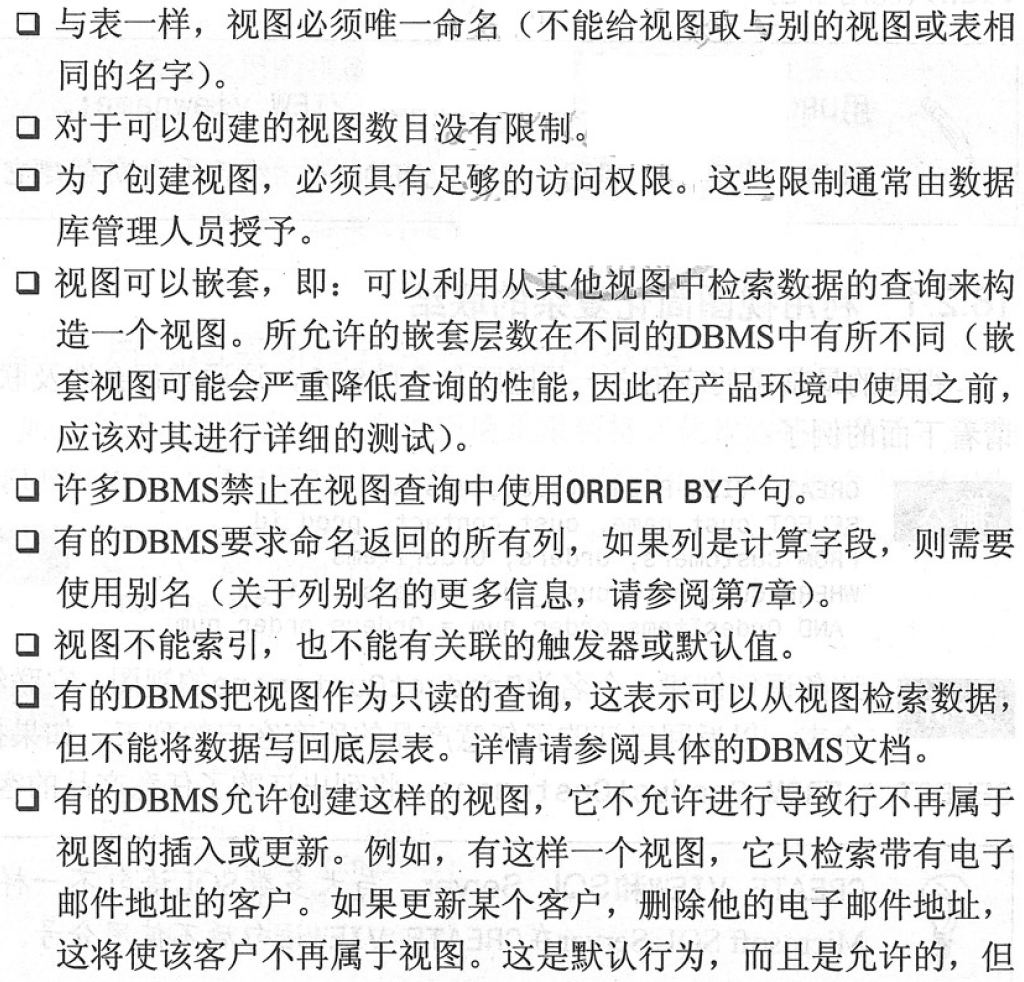 □ 与表一样，视图必须唯一命名（不能给视图取与别的视图或表相
同的名字）。
□ 对于可以创建的视图数目没有限制。
□ 为了创建视图，必须具有足够的访问权限。这些限制通常由数据
库管理人员授予。
□ 视图可以嵌套，即：可以利用从其他视图中检索数据的查询来构
造一个视图。所允许的嵌套层数在不同的DBMS中有所不同（嵌
套视图可能会严重降低查询的性能，因此在产品环境中使用之前，
应该对其进行详细的测试）。
□ 许多DBMS禁止在视图查询中使用ORDER BY子句。
□ 有的DBMS要求命名返回的所有列，如果列是计算字段，则需要
使用别名（关于列别名的更多信息，请参阅第7章）。
□ 视图不能索引，也不能有关联的触发器或默认值。
□ 有的DBMS把视图作为只读的查询，这表示可以从视图检索数据，
但不能将数据写回底层表。详情请参阅具体的DBMS文档。
□ 有的DBMS允许创建这样的视图，它不允许进行导致行不再属于
视图的插入或更新。例如，有这样一个视图，它只检索带有电子
邮件地址的客户。如果更新某个客户，删除他的电子邮件地址，
这将使该客户不再属于视图。这是默认行为，而且是允许的，但